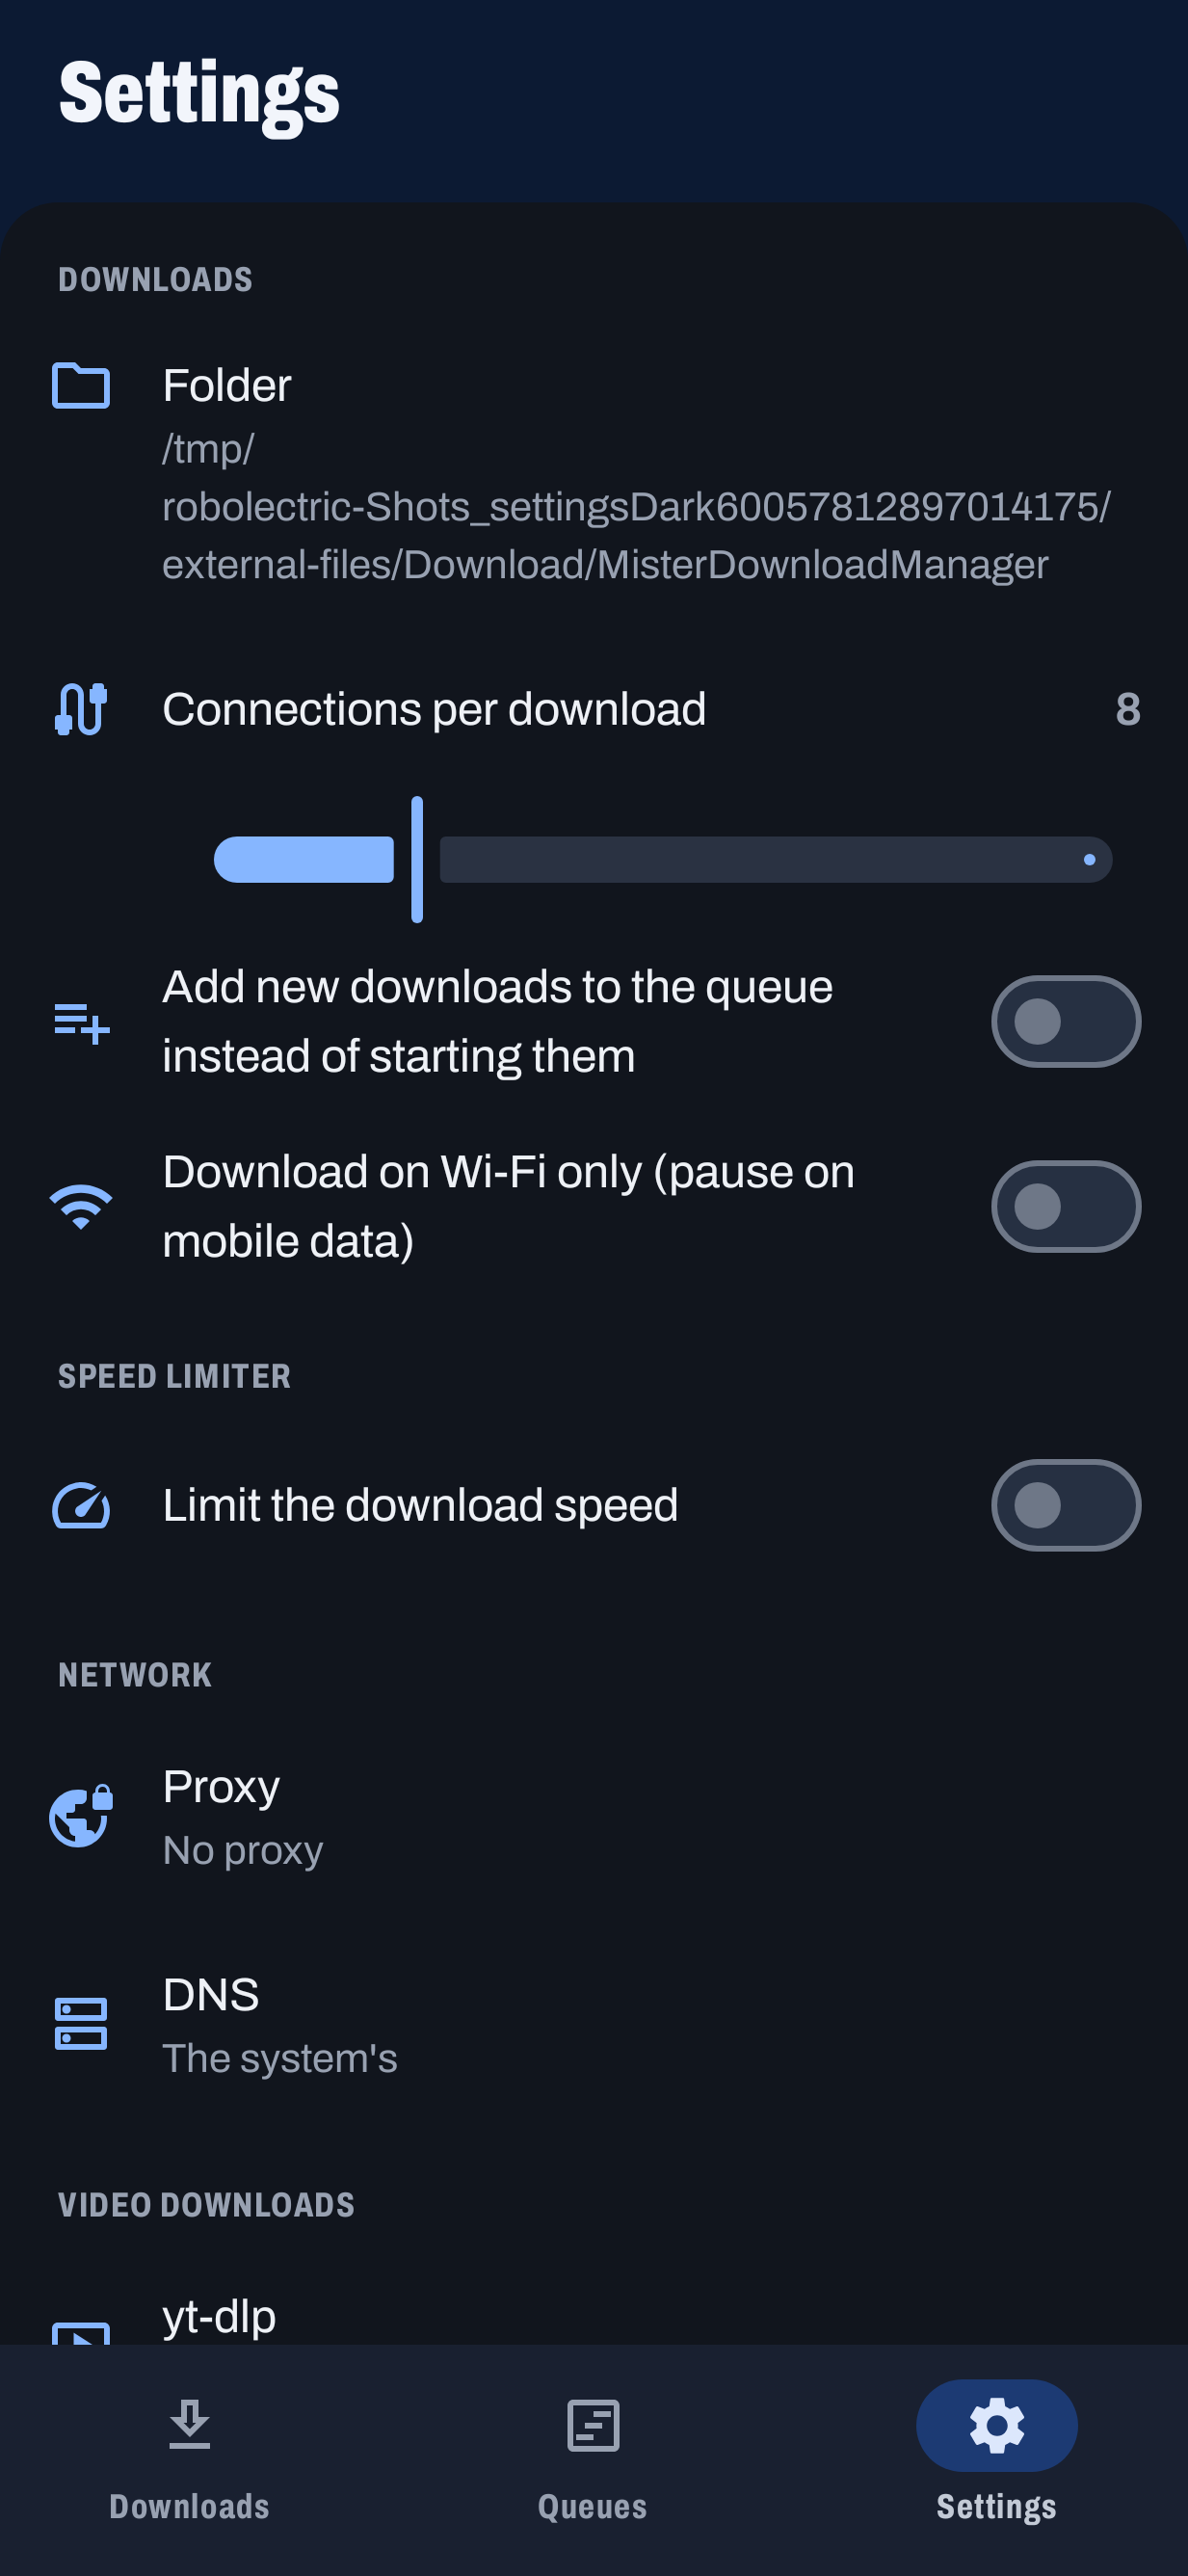 Settings
DOWNLOADS
Folder
/tmp/
robolectric-Shots_settingsDark60057812897014175/
external-files/Download/MisterDownloadManager
Connections per download
8
Add new downloads to the queue
instead of starting them
Download on Wi-Fi only (pause on
mobile data)
SPEED LIMITER
Limit the download speed
NETWORK
Proxy
No proxy
DNS
The system's
VIDEO DOWNLOADS
yt-dlp
Downloads
Queues
Settings